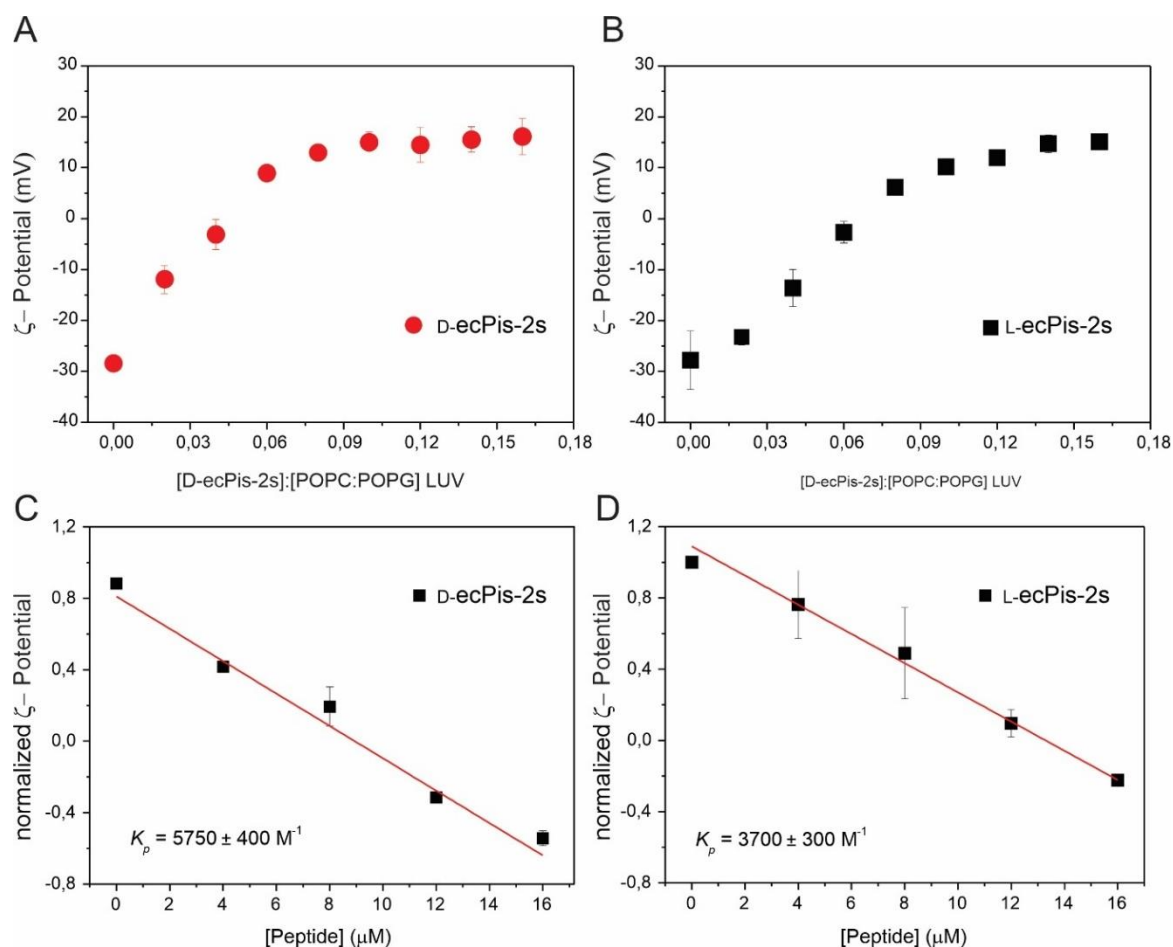 A
30
20
10
0
-10
-20
-30
-40
ζ– Potential (mV)
D-ecPis-2s
0,00 0,03 0,06 0,09 0,12 0,15 0,18
[D-ecPis-2s]:[POPC:POPG] LUV
B
30
20
10
0
-10
-20
-30
-40
ζ– Potential (mV)
L-ecPis-2s
0,00 0,03 0,06 0,09 0,12 0,15 0,18
[D-ecPis-2s]:[POPC:POPG] LUV
C
1,2
0,8
0,4
0,0
-0,4
-0,8
normalized ζ– Potential
D-ecPis-2s
Kp = 5750 ± 400 M⁻¹
0 2 4 6 8 10 12 14 16
[Peptide] (μM)
D
1,2
0,8
0,4
0,0
-0,4
-0,8
normalized ζ– Potential
L-ecPis-2s
Kp = 3700 ± 300 M⁻¹
0 2 4 6 8 10 12 14 16
[Peptide] (μM)